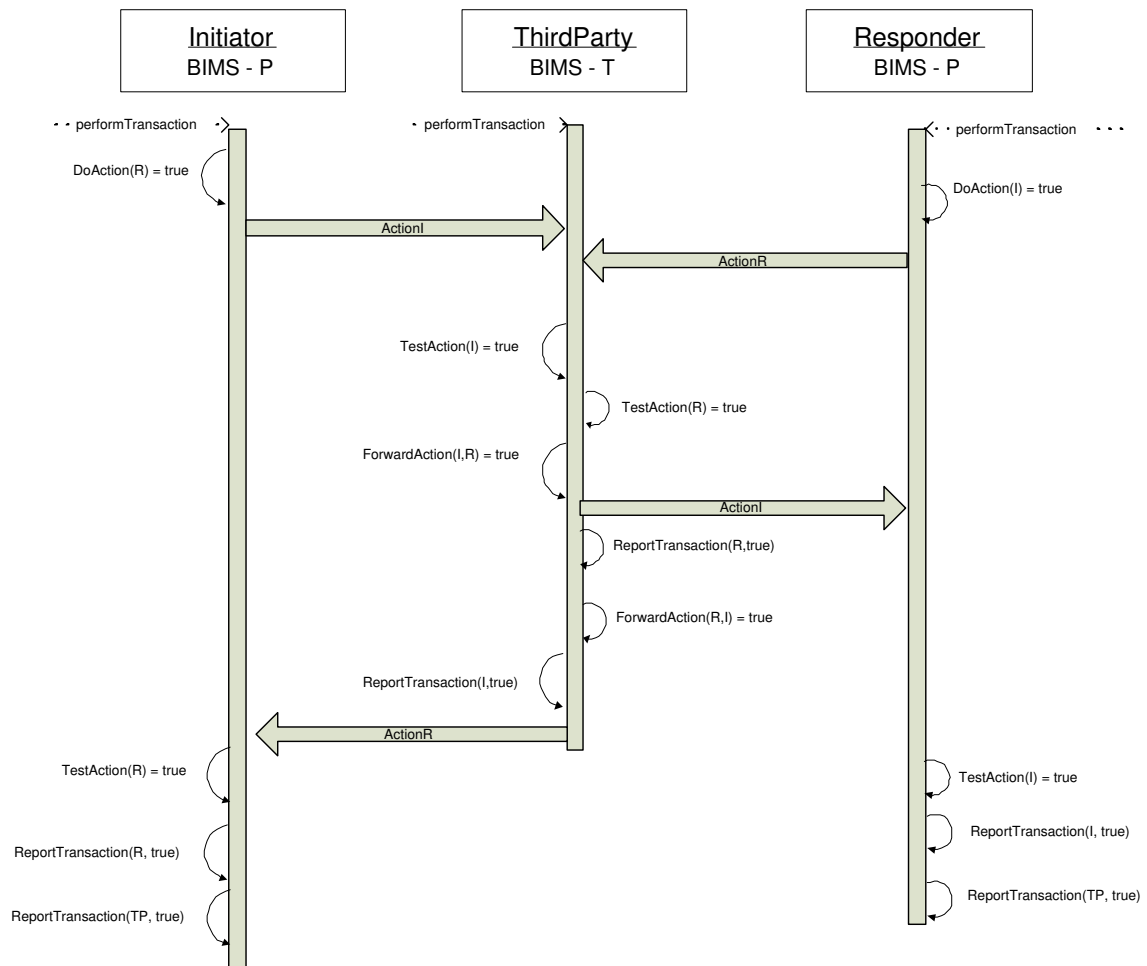 Initiator
BIMS - P
ThirdParty
BIMS - T
Responder
BIMS - P
performTransaction
performTransaction
performTransaction
DoAction(R) = true
DoAction(I) = true
ActionI
ActionR
TestAction(I) = true
TestAction(R) = true
ForwardAction(I,R) = true
ActionI
ReportTransaction(R,true)
ForwardAction(R,I) = true
ReportTransaction(I,true)
ActionR
TestAction(R) = true
TestAction(I) = true
ReportTransaction(I, true)
ReportTransaction(R, true)
ReportTransaction(TP, true)
ReportTransaction(TP, true)